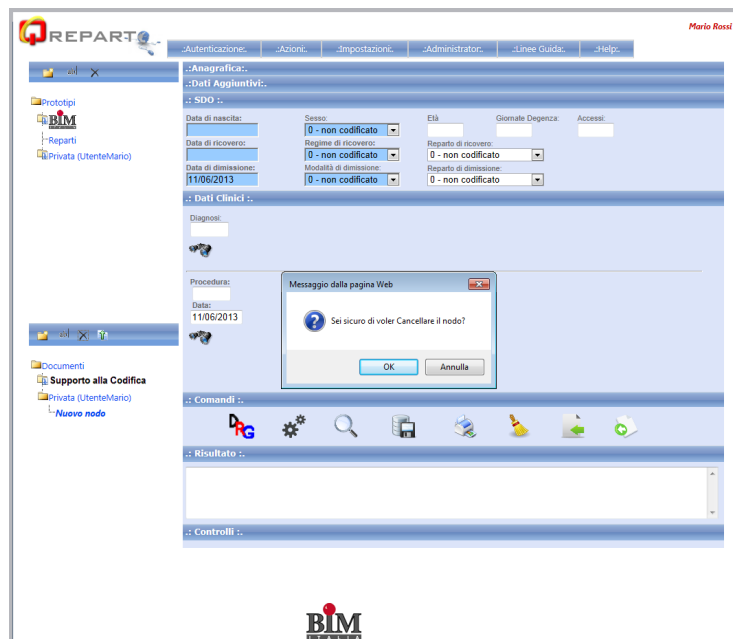 QREPARTO
Mario Rossi
.:Autenticazione:. .:Azioni:. .:Impostazioni:. .:Administrator:. .:Linee Guida:. .:Help:.
Prototipi
BIM
Reparti
Privata (UtenteMario)
.:Anagrafica:.
.:Dati Aggiuntivi:.
.: SDO :.
Data di nascita: Sesso: Età Giornate Degenza: Accessi:
0 - non codificato
Data di ricovero: Regime di ricovero: Reparto di ricovero:
0 - non codificato 0 - non codificato
Data di dimissione: Modalità di dimissione: Reparto di dimissione:
11/06/2013 0 - non codificato 0 - non codificato
.: Dati Clinici :.
Diagnosi:
Procedura:
Data:
11/06/2013
Messaggio dalla pagina Web
Sei sicuro di voler Cancellare il nodo?
OK Annulla
Documenti
Supporto alla Codifica
Privata (UtenteMario)
Nuovo nodo
.: Comandi :.
DRG
.: Risultato :.
.: Controlli :.
BIM
ITALIA